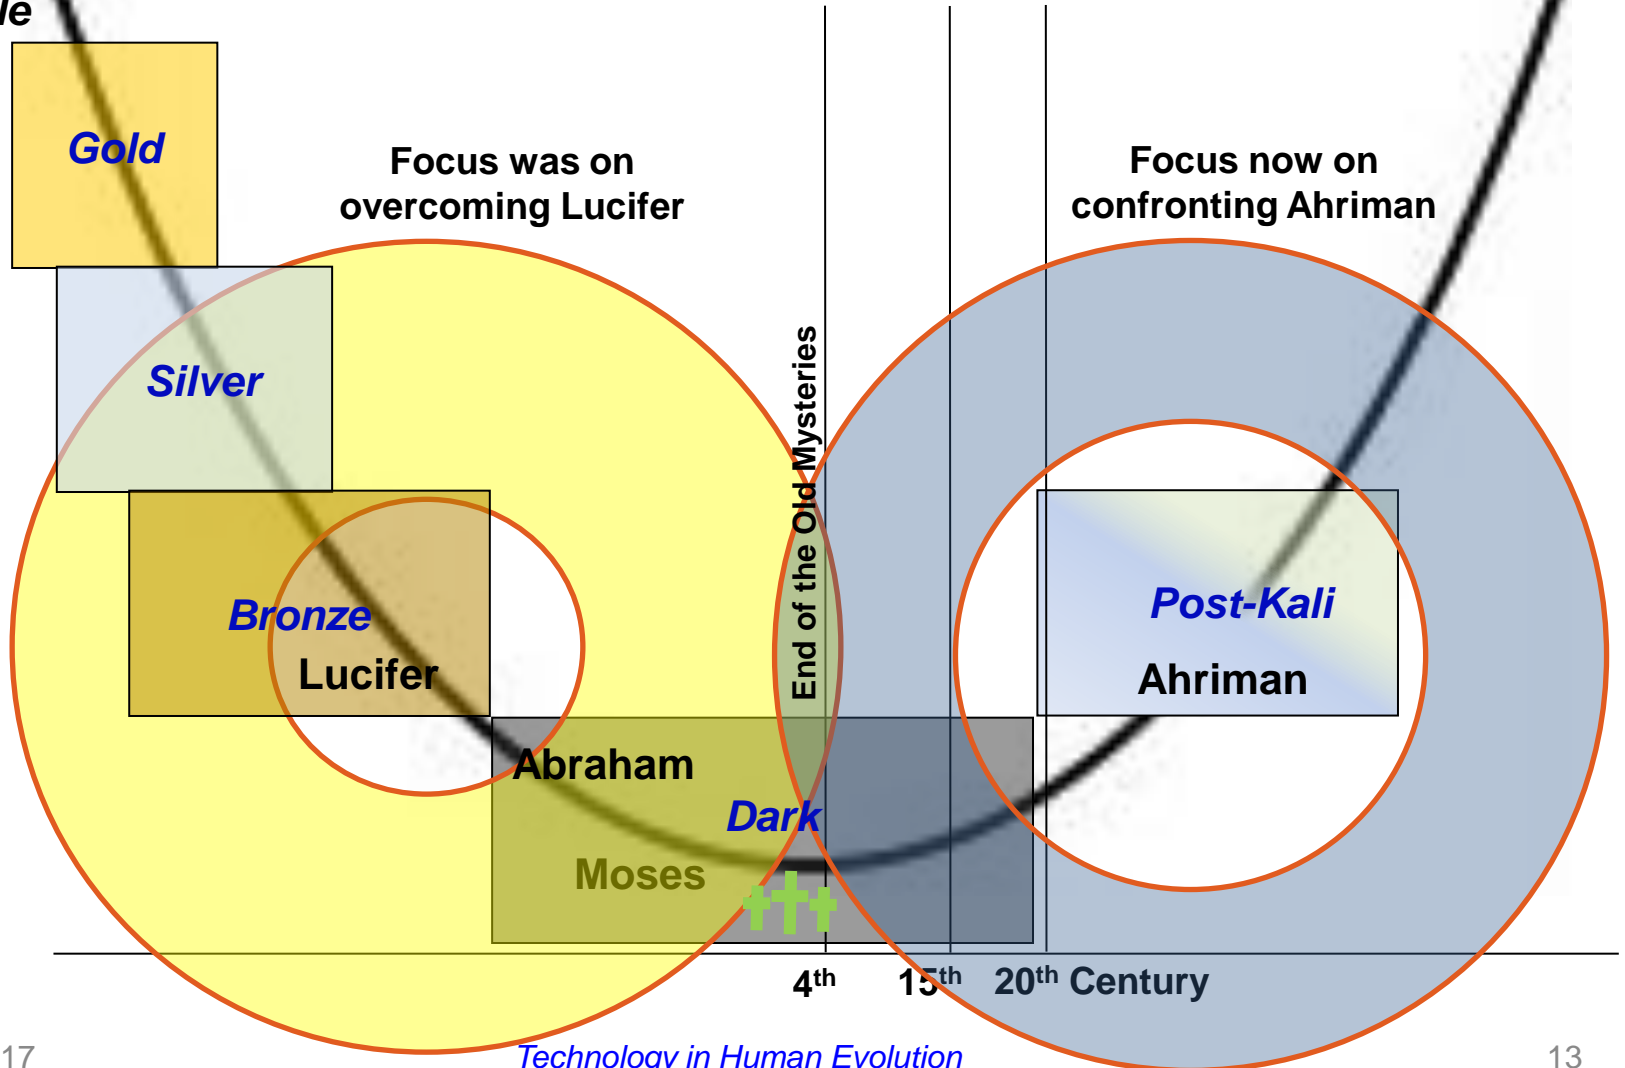 Gold
Focus was on
overcoming Lucifer
Focus now on
confronting Ahriman
Silver
End of the Old Mysteries
Bronze
Lucifer
Post-Kali
Ahriman
Abraham
Dark
Moses
4th
15th
20th Century
17
Technology in Human Evolution
13